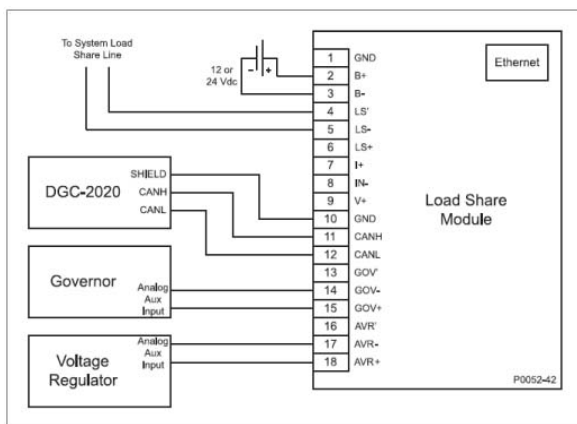 To System Load
Share Line
12 or
24 Vdc
-
+
DGC-2020
SHIELD
CANH
CANL
Governor
Analog
Aux
Input
Voltage
Regulator
Analog
Aux
Input
1 GND
2 B+
3 B-
4 LS'
5 LS-
6 LS+
7 I+
8 IN-
9 V+
10 GND
11 CANH
12 CANL
13 GOV'
14 GOV-
15 GOV+
16 AVR'
17 AVR-
18 AVR+
Ethernet
Load Share
Module
P0052-42